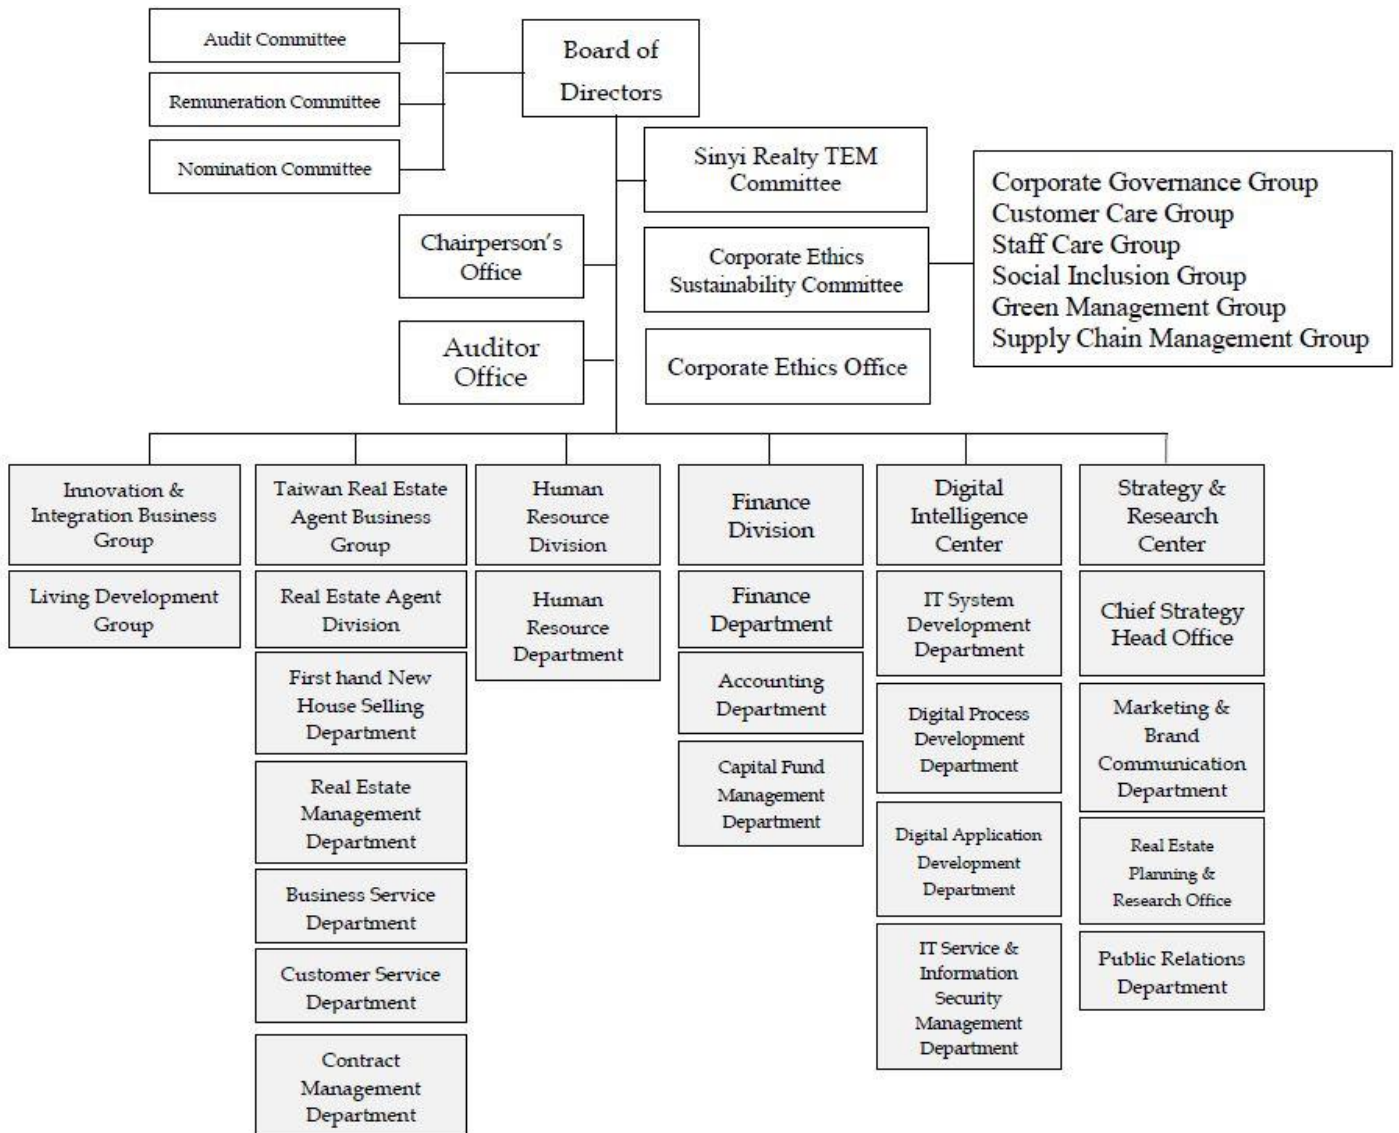 Audit Committee
Remuneration Committee
Nomination Committee
Board of
Directors
Sinyi Realty TEM
Committee
Chairperson's
Office
Corporate Ethics
Sustainability Committee
Corporate Governance Group
Customer Care Group
Staff Care Group
Social Inclusion Group
Green Management Group
Supply Chain Management Group
Auditor
Office
Corporate Ethics Office
Innovation &
Integration Business
Group
Living Development
Group
Taiwan Real Estate
Agent Business
Group
Real Estate Agent
Division
First hand New
House Selling
Department
Real Estate
Management
Department
Business Service
Department
Customer Service
Department
Contract
Management
Department
Human
Resource
Division
Human
Resource
Department
Finance
Division
Finance
Department
Accounting
Department
Capital Fund
Management
Department
Digital
Intelligence
Center
IT System
Development
Department
Digital Process
Development
Department
Digital Application
Development
Department
IT Service &
Information
Security
Management
Department
Strategy &
Research
Center
Chief Strategy
Head Office
Marketing &
Brand
Communication
Department
Real Estate
Planning &
Research Office
Public Relations
Department